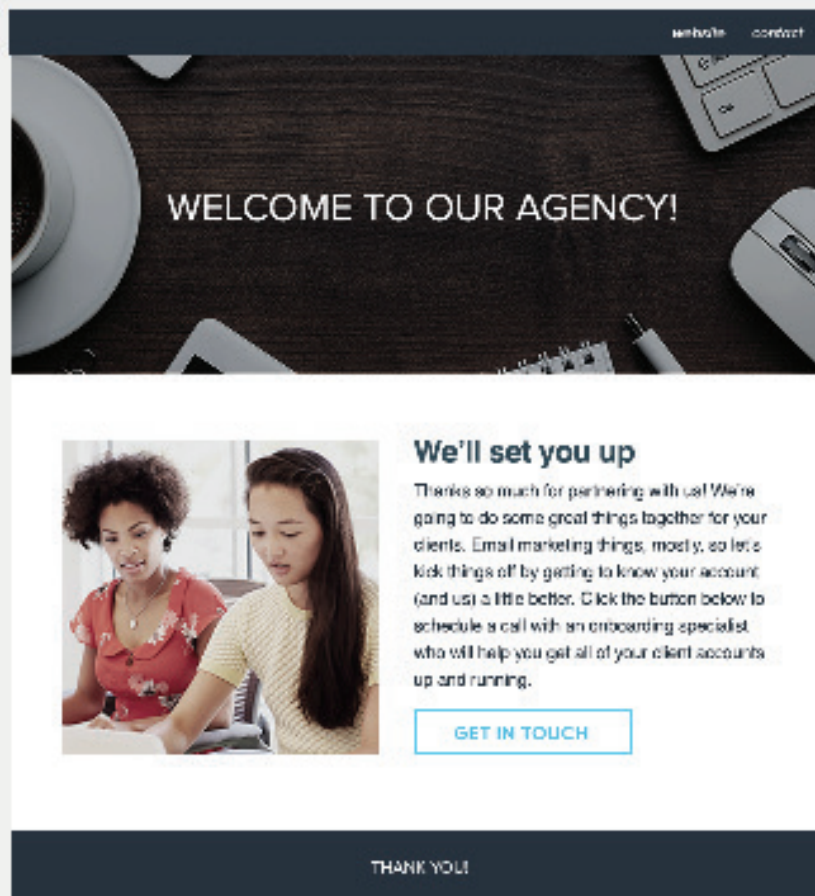 website contact
WELCOME TO OUR AGENCY!
We'll set you up
Thanks so much for partnering with us! We're
going to do some great things together for your
clients. Email marketing things, mostly, so let's
kick things off by getting to know your account
(and us) a little better. Click the button below to
schedule a call with an onboarding specialist
who will help you get all of your client accounts
up and running.
GET IN TOUCH
THANK YOU!